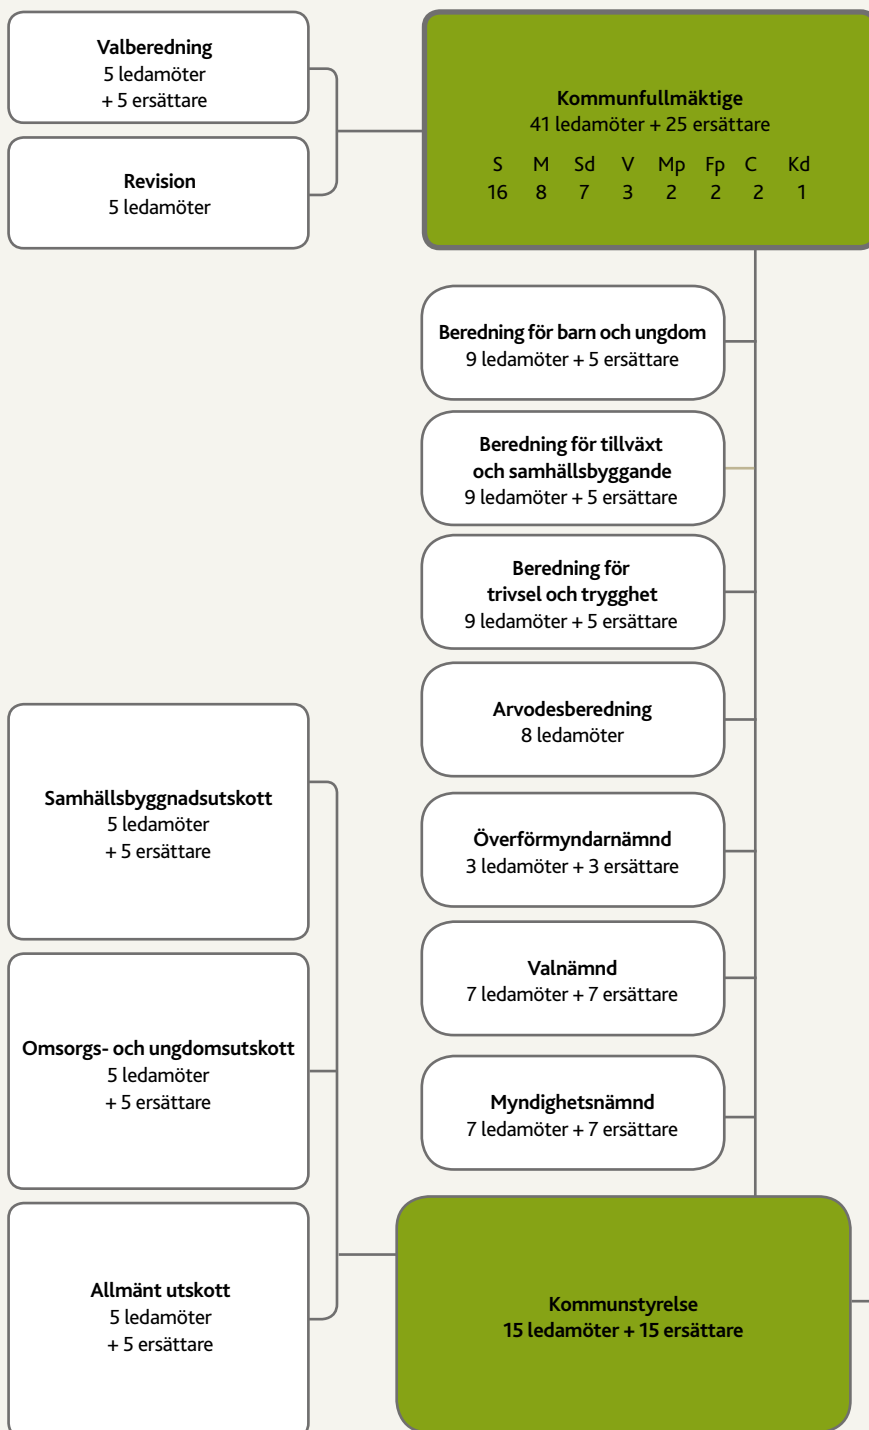 Valberedning
5 ledamöter
+ 5 ersättare
Revision
5 ledamöter
Kommunfullmäktige
41 ledamöter + 25 ersättare
S M Sd V Mp Fp C Kd
16 8 7 3 2 2 2 1
Beredning för barn och ungdom
9 ledamöter + 5 ersättare
Beredning för tillväxt
och samhällsbyggande
9 ledamöter + 5 ersättare
Beredning för
trivsel och trygghet
9 ledamöter + 5 ersättare
Arvodesberedning
8 ledamöter
Överförmyndarnämnd
3 ledamöter + 3 ersättare
Valnämnd
7 ledamöter + 7 ersättare
Myndighetsnämnd
7 ledamöter + 7 ersättare
Samhällsbyggnadsutskott
5 ledamöter
+ 5 ersättare
Omsorgs- och ungdomsutskott
5 ledamöter
+ 5 ersättare
Allmänt utskott
5 ledamöter
+ 5 ersättare
Kommunstyrelse
15 ledamöter + 15 ersättare